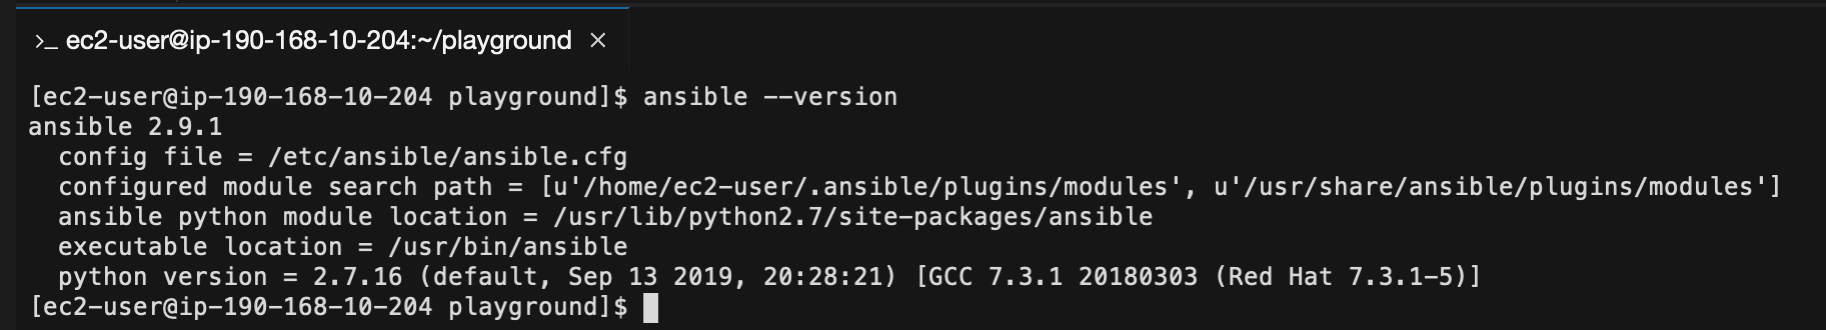 >_ ec2-user@ip-190-168-10-204:~/playground ×
[ec2-user@ip-190-168-10-204 playground]$ ansible --version
ansible 2.9.1
  config file = /etc/ansible/ansible.cfg
  configured module search path = [u'/home/ec2-user/.ansible/plugins/modules', u'/usr/share/ansible/plugins/modules']
  ansible python module location = /usr/lib/python2.7/site-packages/ansible
  executable location = /usr/bin/ansible
  python version = 2.7.16 (default, Sep 13 2019, 20:28:21) [GCC 7.3.1 20180303 (Red Hat 7.3.1-5)]
[ec2-user@ip-190-168-10-204 playground]$